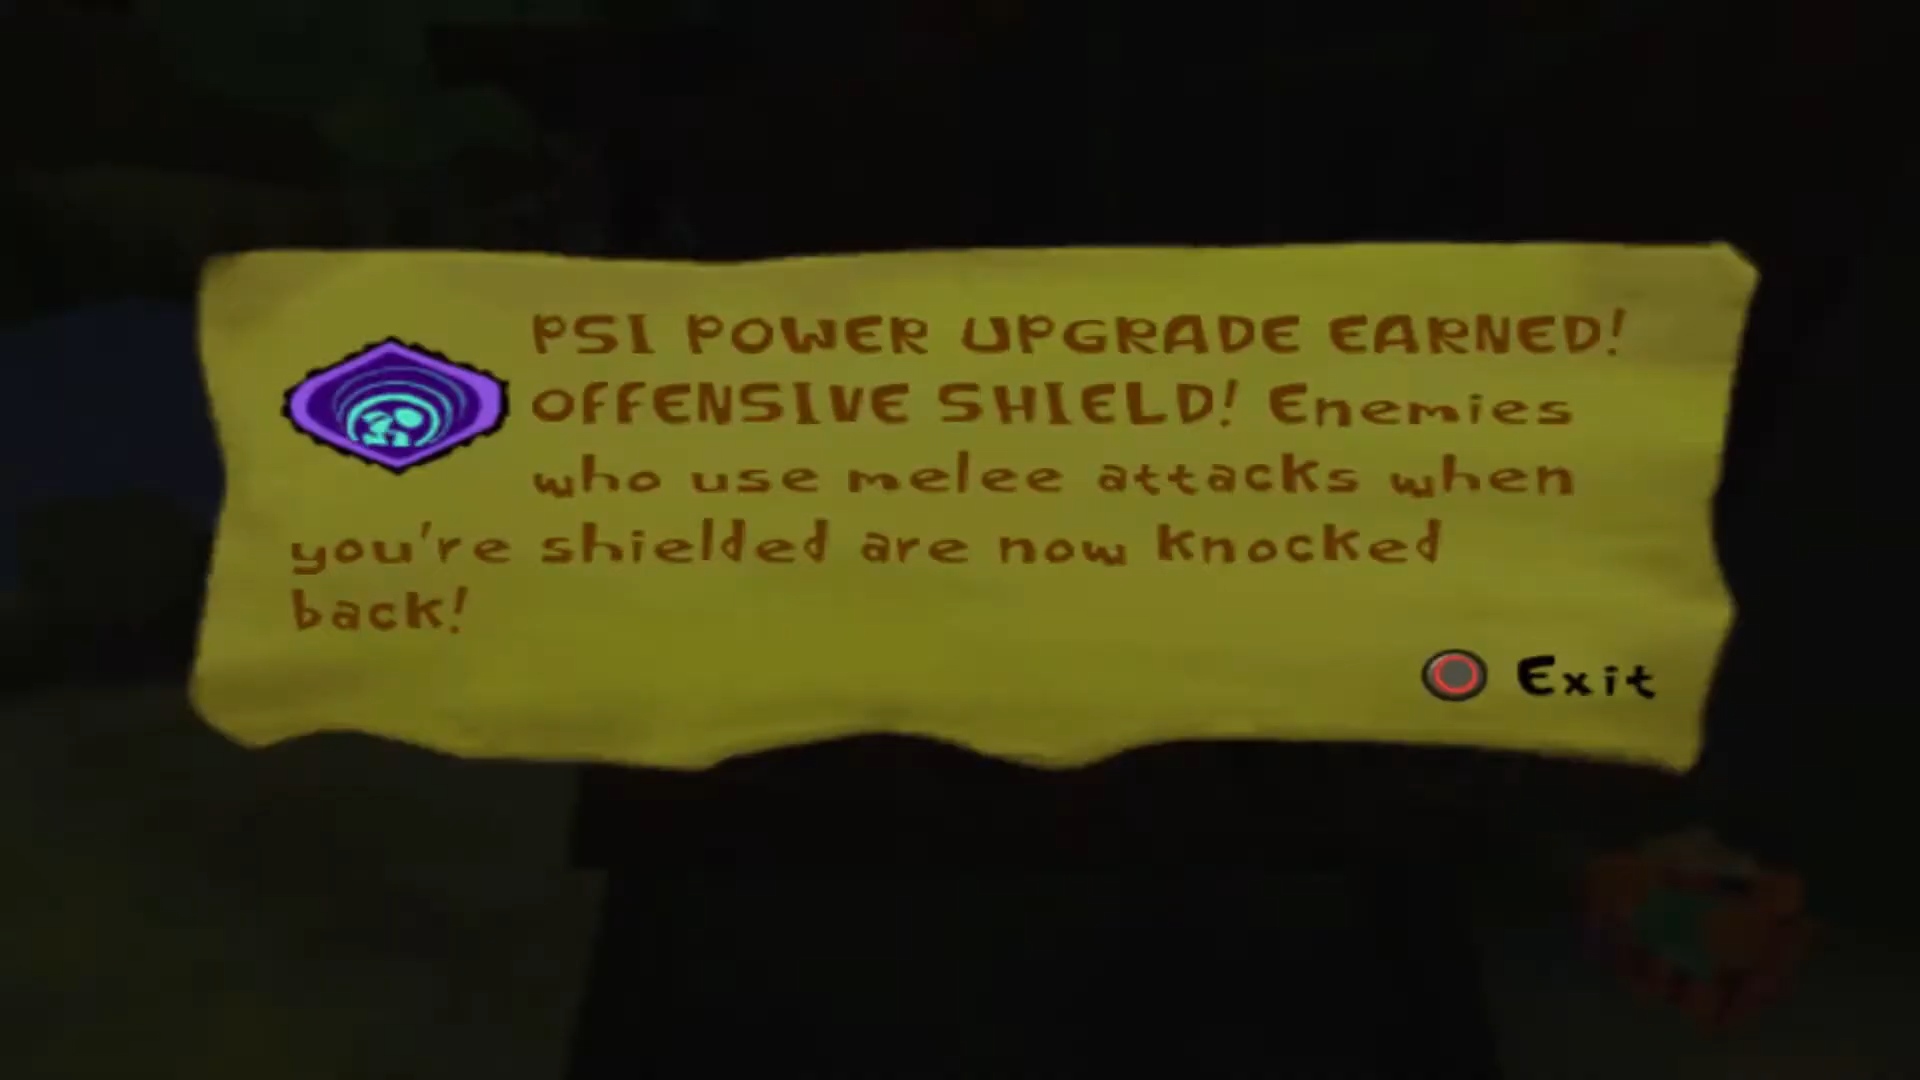 PSI POWER UPGRADE EARNED!
OFFENSIVE SHIELD! Enemies
who use melee attacks when
you're shielded are now knocked
back!
Exit